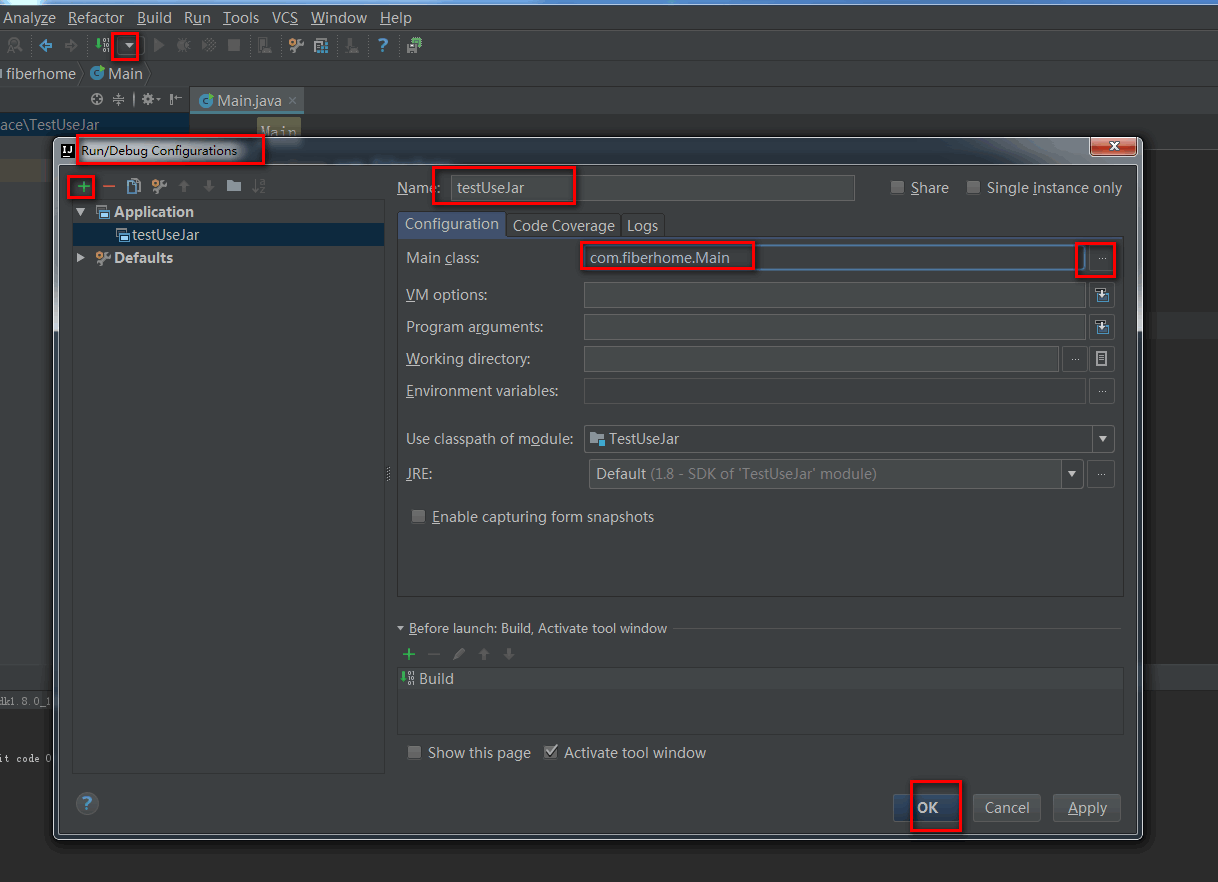 Analyze Refactor Build Run Tools VCS Window Help
fiberhome Main
Main.java
ace\TestUseJar
Main
Run/Debug Configurations
Name: testUseJar Share Single instance only
Application
testUseJar
Defaults
Configuration Code Coverage Logs
Main class: com.fiberhome.Main ...
VM options:
Program arguments:
Working directory: ...
Environment variables: ...
Use classpath of module: TestUseJar
JRE: Default (1.8 - SDK of 'TestUseJar' module) ...
Enable capturing form snapshots
Before launch: Build, Activate tool window
Build
dk1.8.0_1
it code 0
Show this page Activate tool window
?
OK Cancel Apply